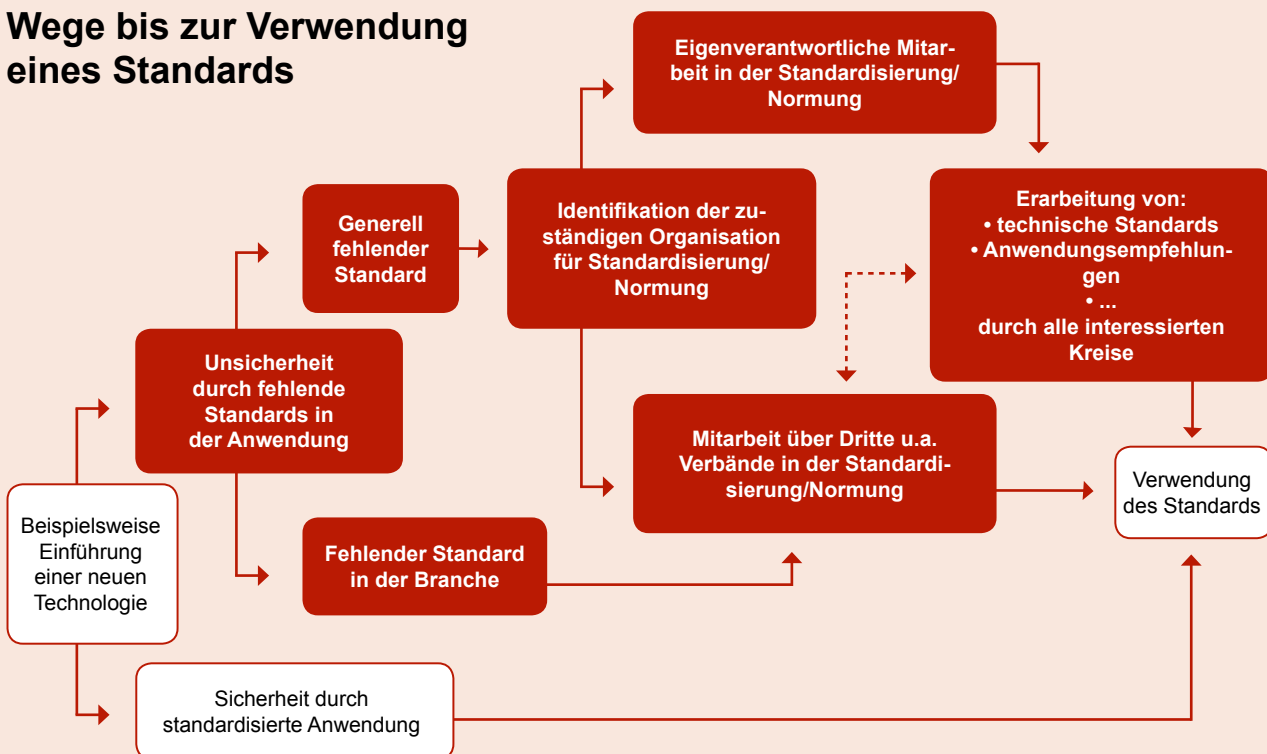 Wege bis zur Verwendung
eines Standards
Eigenverantwortliche Mitar-
beit in der Standardisierung/
Normung
Generell
fehlender
Standard
Identifikation der zu-
ständigen Organisation
für Standardisierung/
Normung
Erarbeitung von:
• technische Standards
• Anwendungsempfehlun-
gen
• ...
durch alle interessierten
Kreise
Unsicherheit
durch fehlende
Standards in
der Anwendung
Mitarbeit über Dritte u.a.
Verbände in der Standardi-
sierung/Normung
Verwendung
des Standards
Beispielsweise
Einführung
einer neuen
Technologie
Fehlender Standard
in der Branche
Sicherheit durch
standardisierte Anwendung